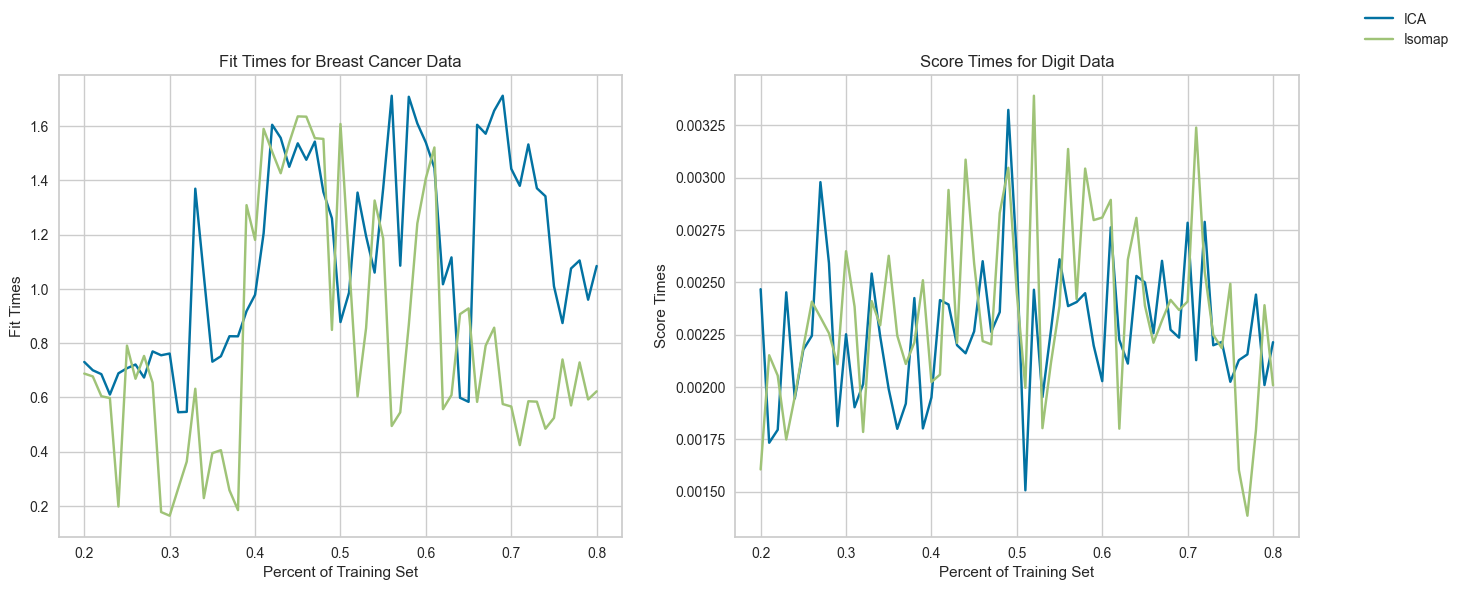 ICA
Isomap
Fit Times for Breast Cancer Data
Fit Times
1.6
1.4
1.2
1.0
0.8
0.6
0.4
0.2
0.2 0.3 0.4 0.5 0.6 0.7 0.8
Percent of Training Set
Score Times for Digit Data
Score Times
0.00325
0.00300
0.00275
0.00250
0.00225
0.00200
0.00175
0.00150
0.2 0.3 0.4 0.5 0.6 0.7 0.8
Percent of Training Set